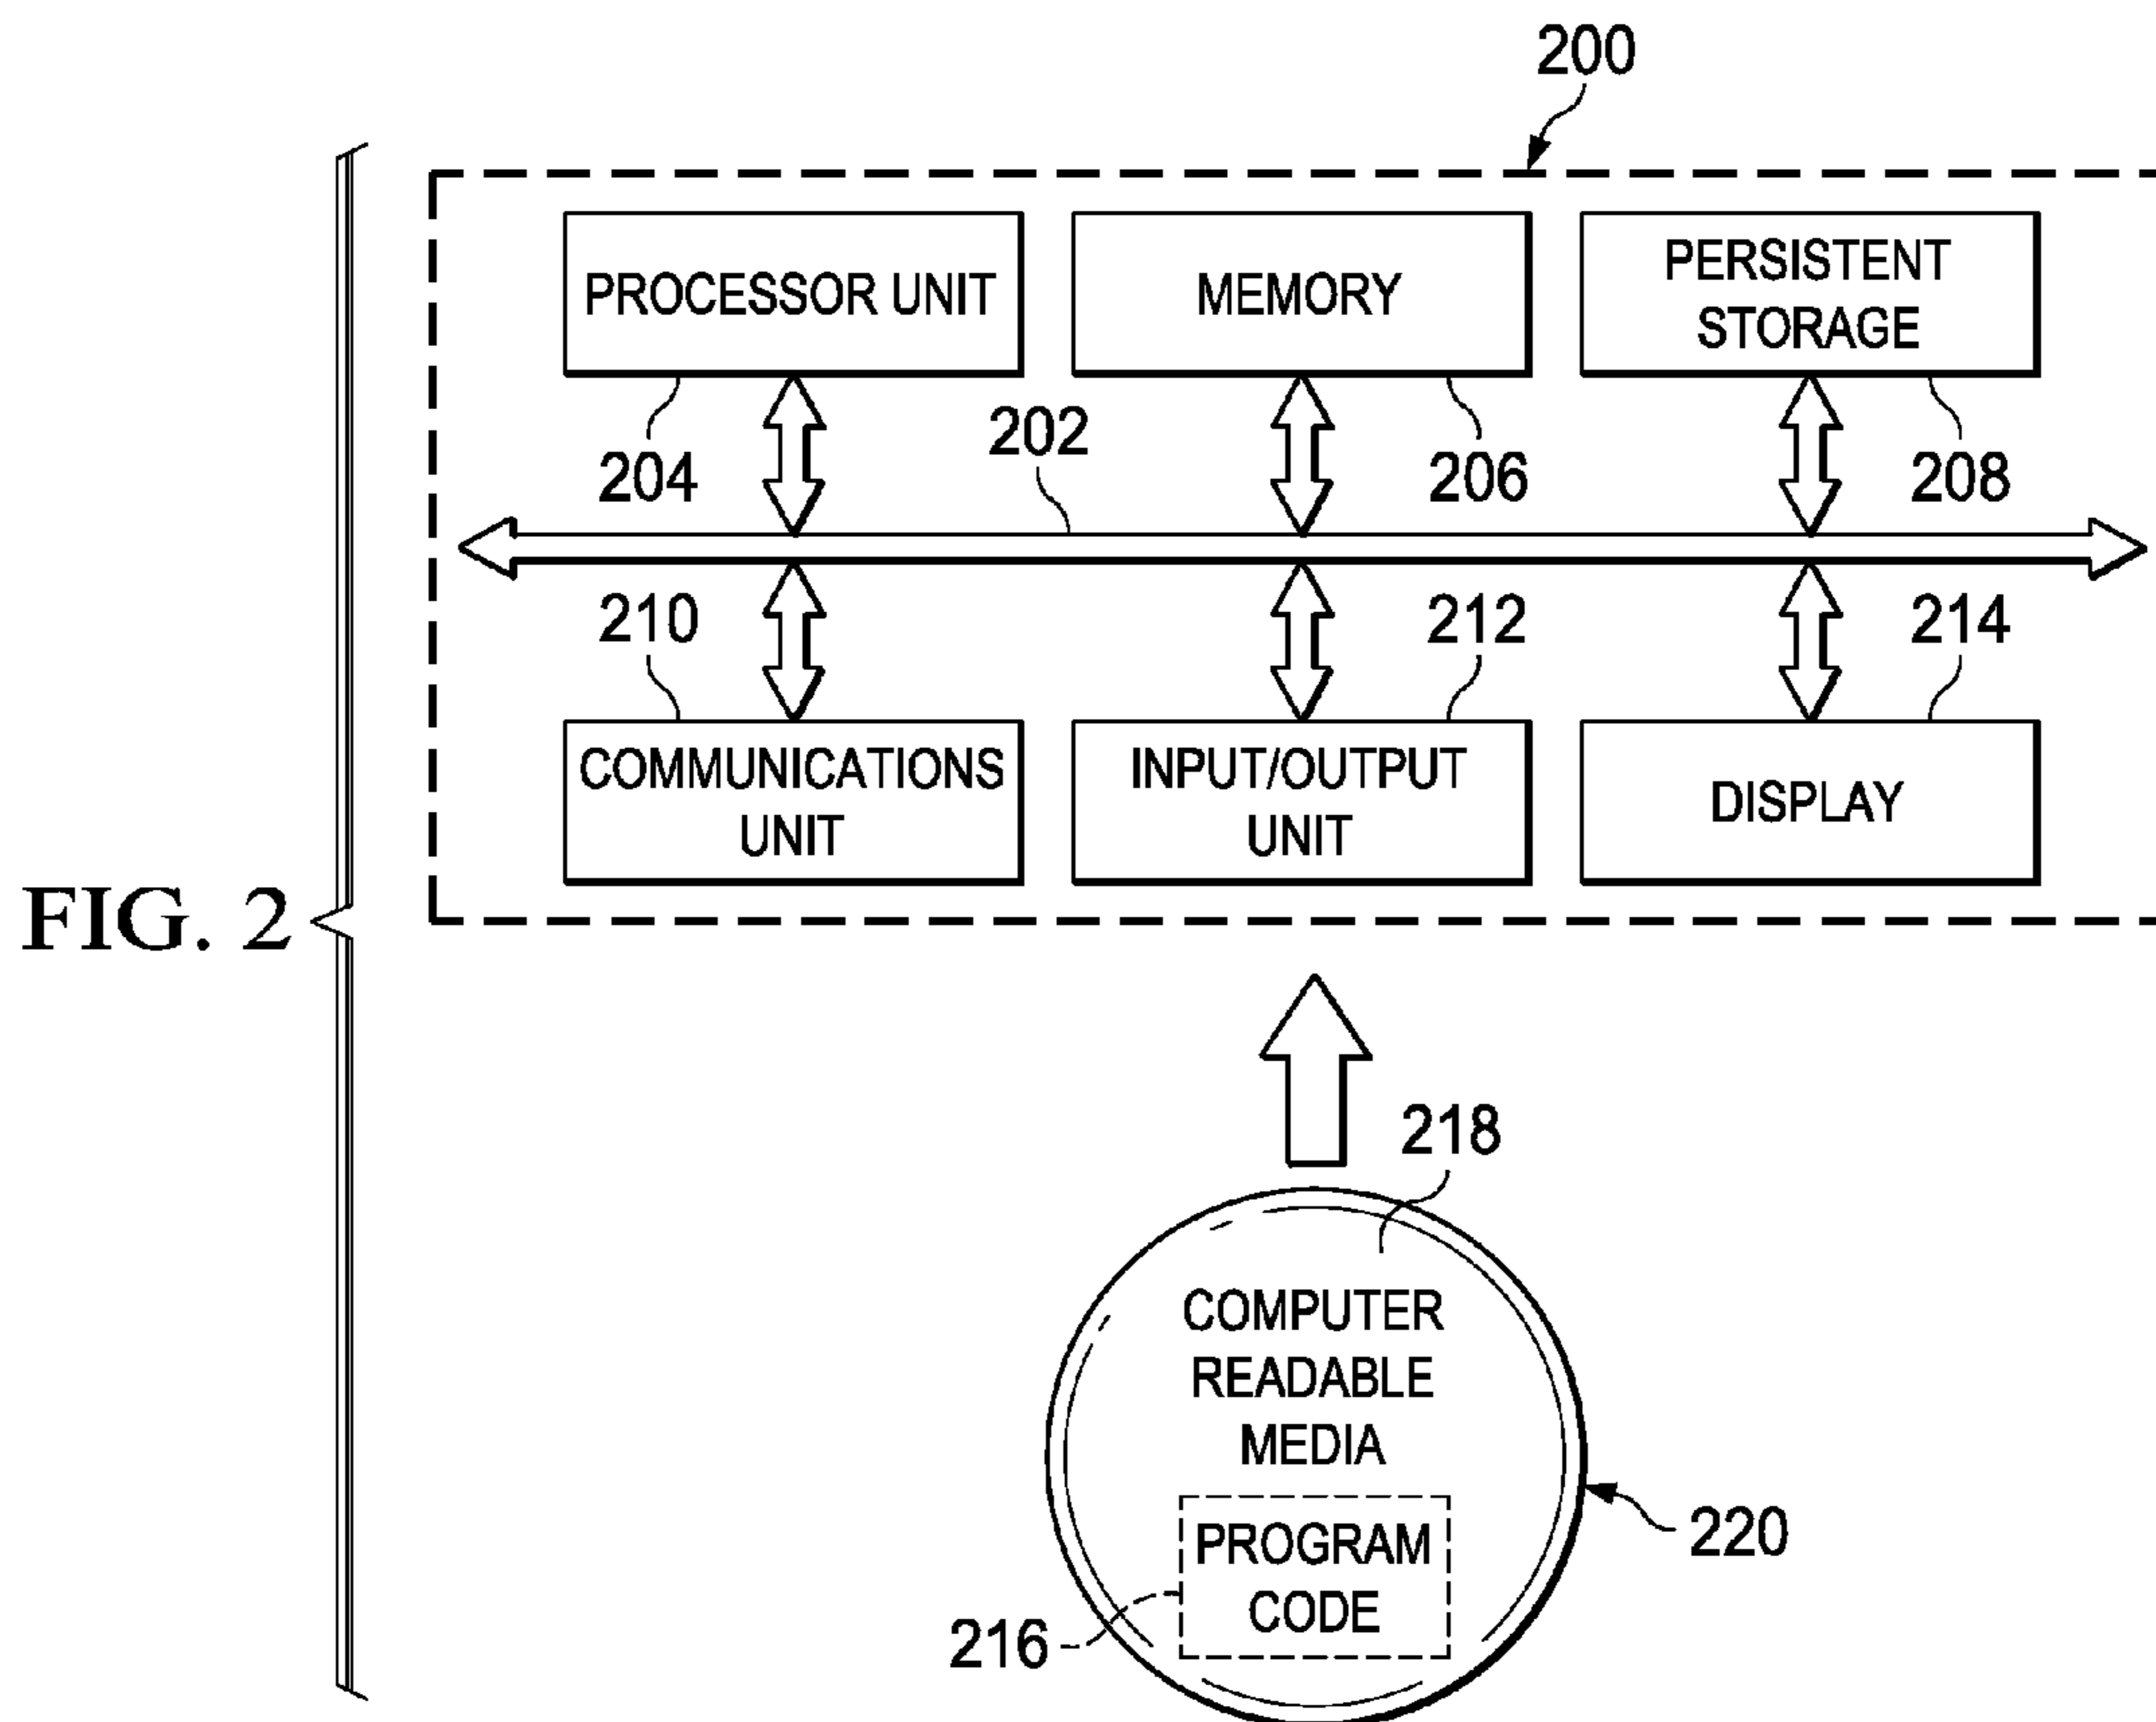 200
PROCESSOR UNIT
MEMORY
PERSISTENT
STORAGE
204
202
206
208
210
212
214
COMMUNICATIONS
UNIT
INPUT/OUTPUT
UNIT
DISPLAY
FIG. 2
218
COMPUTER
READABLE
MEDIA
PROGRAM
CODE
220
216